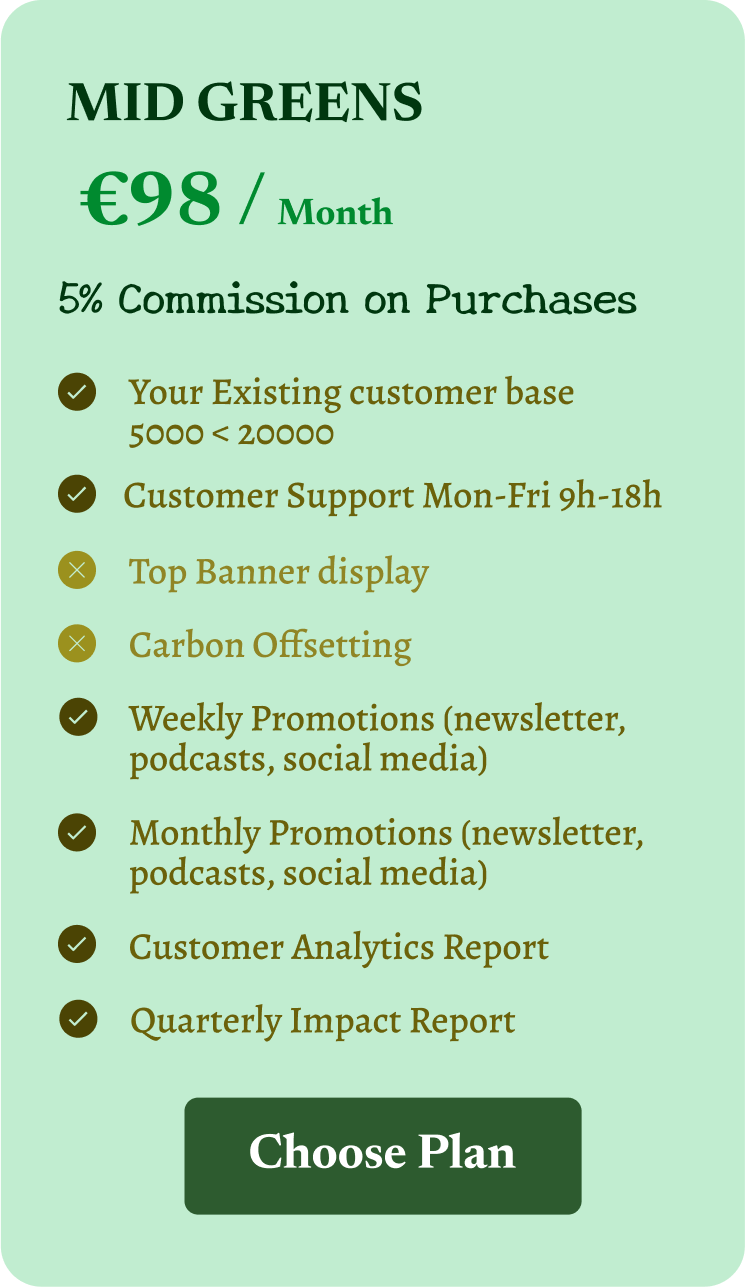 MID GREENS
€98 / Month
5% Commission on Purchases
Your Existing customer base
5000 < 20000
Customer Support Mon-Fri 9h-18h
Top Banner display
Carbon Offsetting
Weekly Promotions (newsletter,
podcasts, social media)
Monthly Promotions (newsletter,
podcasts, social media)
Customer Analytics Report
Quarterly Impact Report
Choose Plan